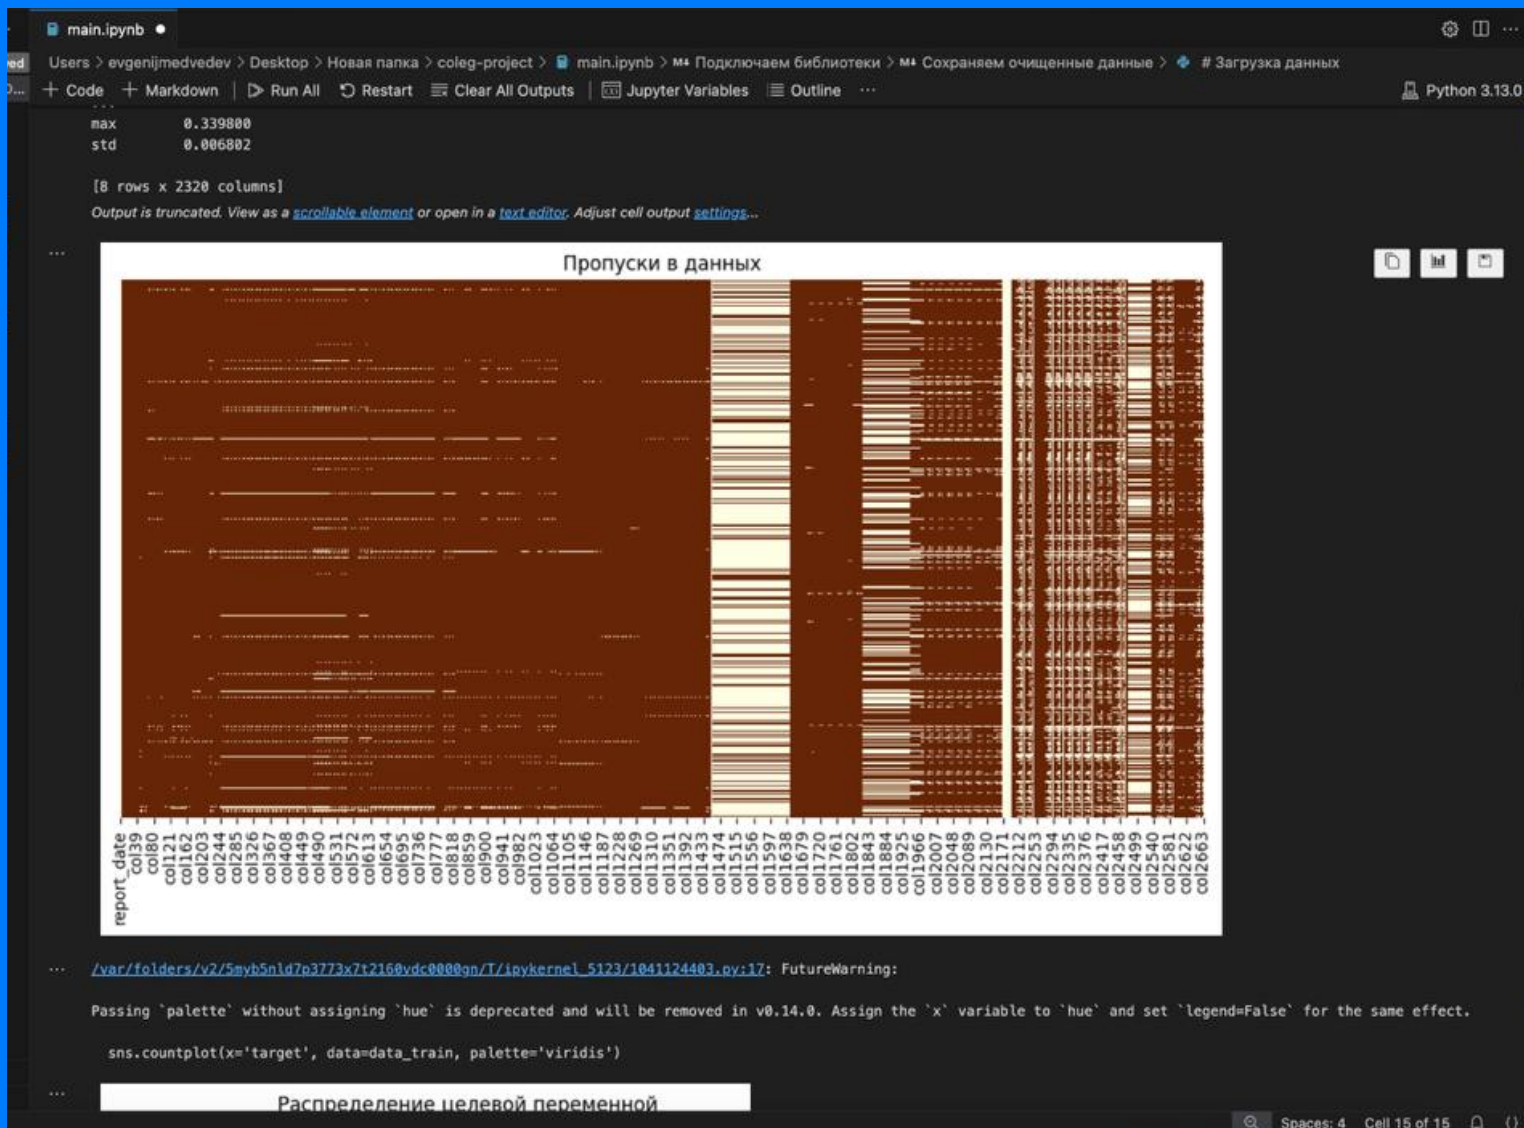 main.ipynb
Users > evgenijmedvedev > Desktop > Новая папка > coleg-project > main.ipynb > M↓ Подключаем библиотеки > M↓ Сохраняем очищенные данные > # Загрузка данных
+ Code + Markdown | Run All Restart Clear All Outputs | Jupyter Variables Outline ... Python 3.13.0
max 0.339800
std 0.006802
[8 rows x 2320 columns]
Output is truncated. View as a scrollable element or open in a text editor. Adjust cell output settings...
Пропуски в данных
report_date
col39
col80
col121
col162
col203
col244
col285
col326
col367
col408
col449
col490
col531
col572
col613
col654
col695
col736
col777
col818
col859
col900
col941
col982
col1023
col1064
col1105
col1146
col1187
col1228
col1269
col1310
col1351
col1392
col1433
col1474
col1515
col1556
col1597
col1638
col1679
col1720
col1761
col1802
col1843
col1884
col1925
col1966
col2007
col2048
col2089
col2130
col2171
col2212
col2253
col2294
col2335
col2376
col2417
col2458
col2499
col2540
col2581
col2622
col2663
/var/folders/v2/5myb5nld7p3773x7t2160vdc0000gn/T/ipykernel_5123/1041124403.py:17: FutureWarning:
Passing `palette` without assigning `hue` is deprecated and will be removed in v0.14.0. Assign the `x` variable to `hue` and set `legend=False` for the same effect.
sns.countplot(x='target', data=data_train, palette='viridis')
Распределение целевой переменной
Spaces: 4 Cell 15 of 15